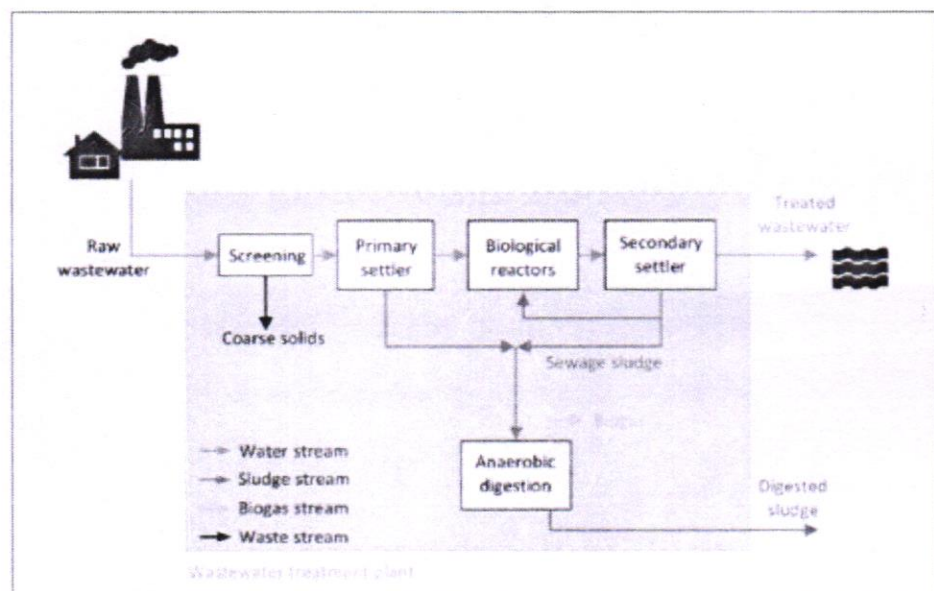 Treated
wastewater
Raw
wastewater
Screening
Primary
settler
Biological
reactors
Secondary
settler
Coarse solids
Sewage sludge
Biogas
Water stream
Sludge stream
Biogas stream
Waste stream
Anaerobic
digestion
Digested
sludge
Wastewater treatment plant